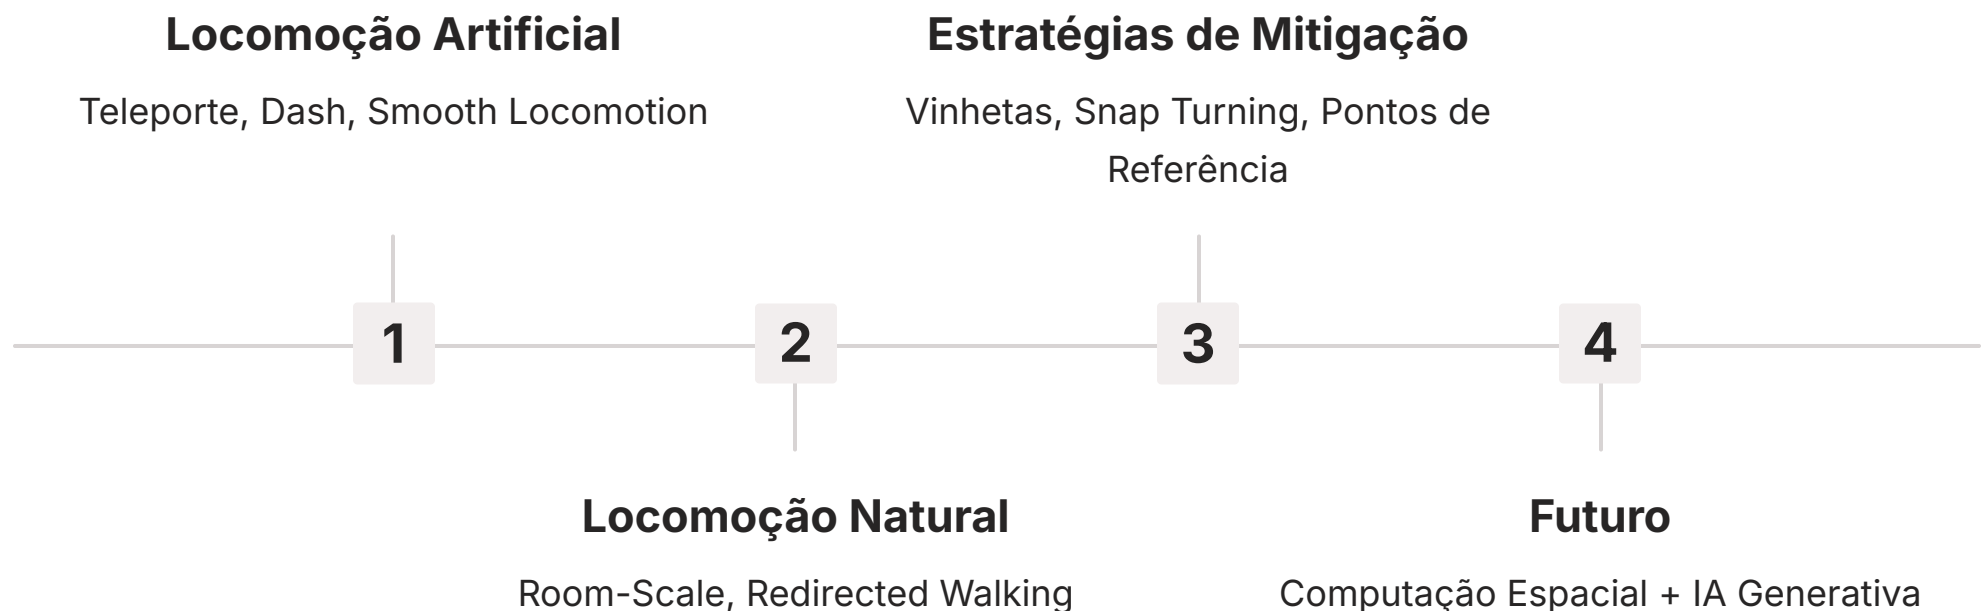 Locomoção Artificial
Teleporte, Dash, Smooth Locomotion
Estratégias de Mitigação
Vinhetas, Snap Turning, Pontos de
Referência
1
2
3
4
Locomoção Natural
Room-Scale, Redirected Walking
Futuro
Computação Espacial + IA Generativa